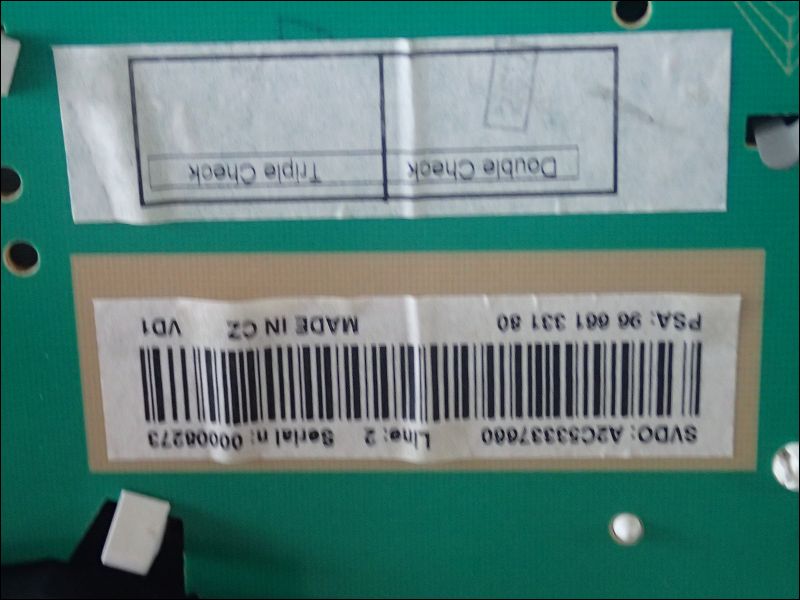 SVDO: A2C53337660 Line: 2 Serial n: 00008273
PSA: 96 661 331 80 MADE IN CZ VD1
Double Check Triple Check